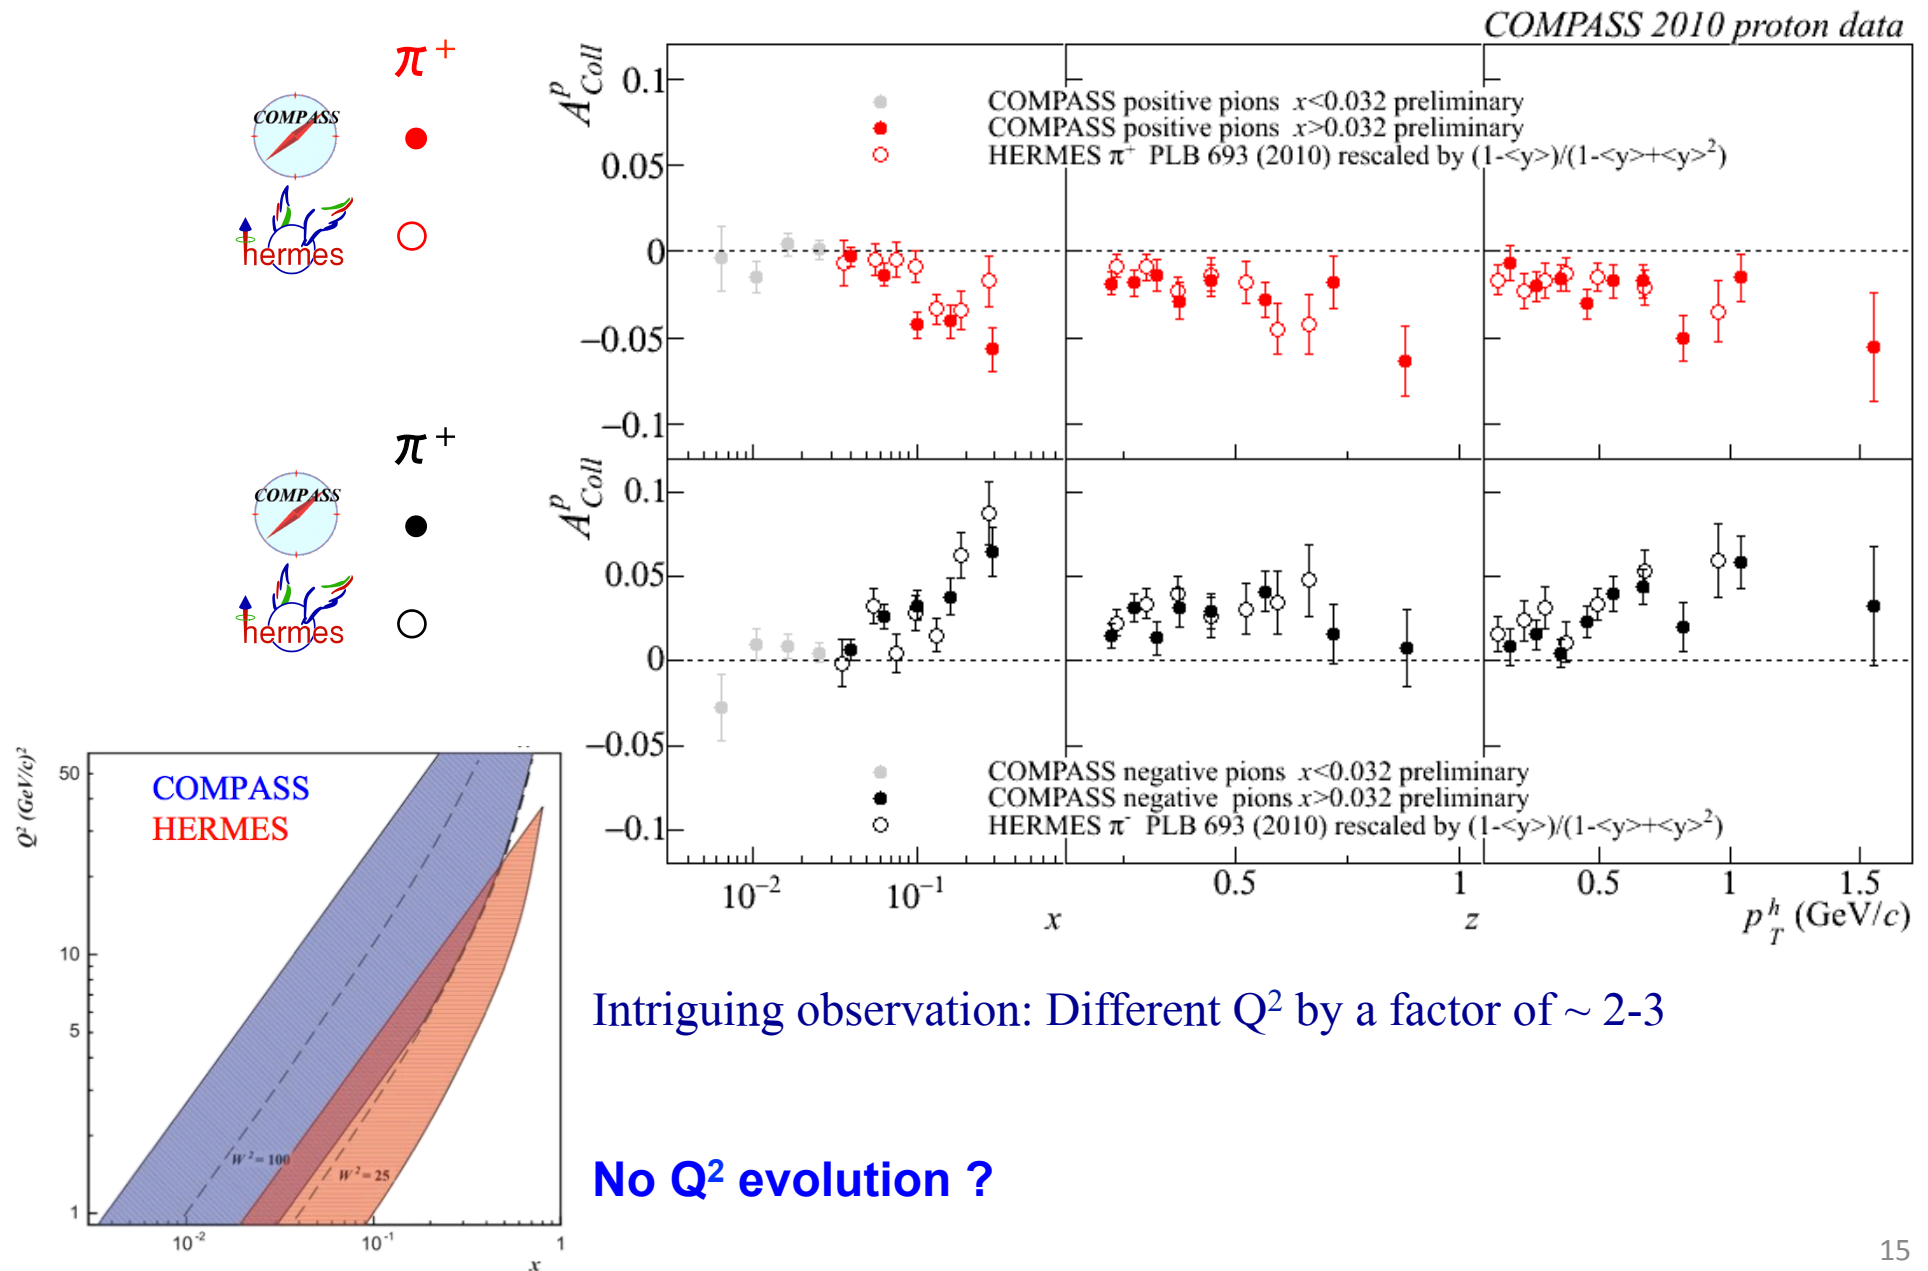 COMPASS 2010 proton data
π+
COMPASS
hermes
A^p_Coll
0.1
0.05
0
−0.05
−0.1
COMPASS positive pions x<0.032 preliminary
COMPASS positive pions x>0.032 preliminary
HERMES π+ PLB 693 (2010) rescaled by (1-<y>)/(1-<y>+<y>²)
π+
COMPASS
hermes
A^p_Coll
0.1
0.05
0
−0.05
−0.1
COMPASS negative pions x<0.032 preliminary
COMPASS negative pions x>0.032 preliminary
HERMES π- PLB 693 (2010) rescaled by (1-<y>)/(1-<y>+<y>²)
10⁻² 10⁻¹ 0.5 1 0.5 1 1.5
x z p_T^h (GeV/c)
Q² (GeV/c)²
50
10
5
1
COMPASS
HERMES
W² = 100
W² = 25
10⁻² 10⁻¹ 1
x
Intriguing observation: Different Q² by a factor of ~ 2-3
No Q² evolution ?
15